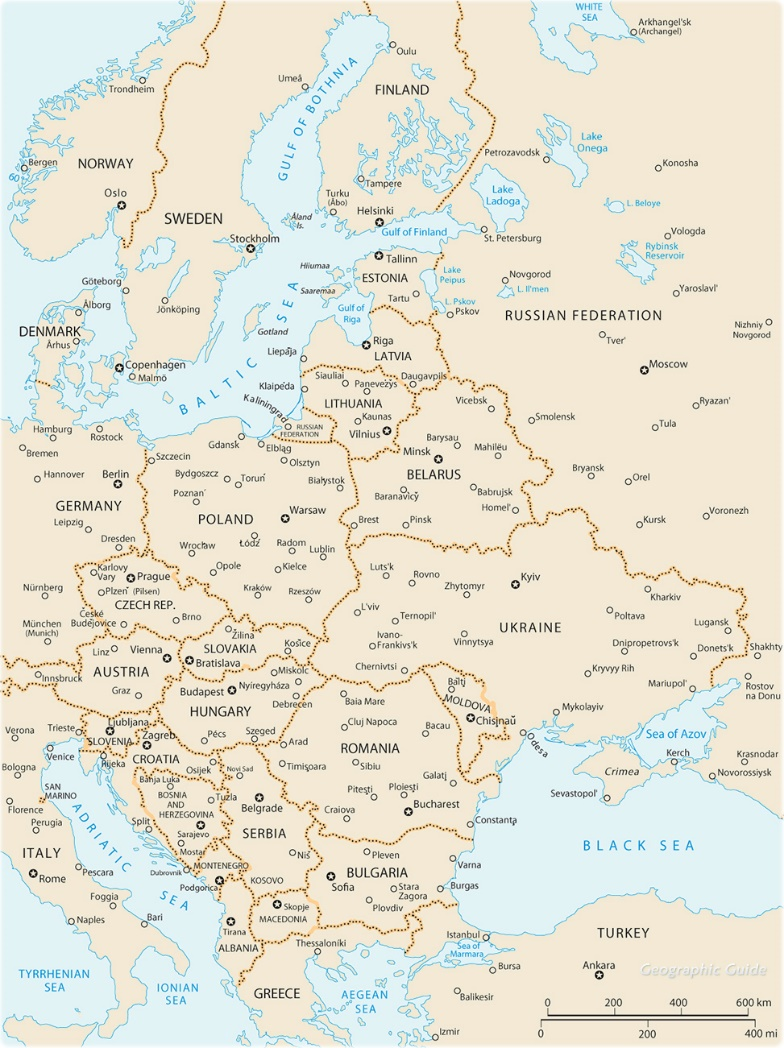 WHITE
SEA
Arkhangel'sk
(Archangel)
Oulu
Umeå
GULF OF BOTHNIA
FINLAND
Trondheim
Lake
Onega
Petrozavodsk
Konosha
Bergen
NORWAY
Oslo
Tampere
Turku
(Åbo)
Lake
Ladoga
L. Beloye
SWEDEN
Åland
Is.
Helsinki
Gulf of Finland
St. Petersburg
Vologda
Rybinsk
Reservoir
Stockholm
Tallinn
Hiiumaa
Saaremaa
ESTONIA
Lake
Peipus
Novgorod
L. Il'men
Göteborg
Tartu
L. Pskov
Pskov
Yaroslavl'
Ålborg
Jönköping
Gulf of
Riga
RUSSIAN FEDERATION
DENMARK
Århus
Gotland
Riga
LATVIA
Tver'
Nizhniy
Novgorod
Copenhagen
Malmö
BALTIC SEA
Liepaja
Moscow
Klaipeda
Siauliai
Panevezys
Daugavpils
LITHUANIA
Kaunas
Vilnius
Kaliningrad
RUSSIAN
FEDERATION
Vicebsk
Smolensk
Ryazan'
Tula
Hamburg
Rostock
Bremen
Gdansk
Elbląg
Olsztyn
Barysau
Minsk
Mahilëu
BELARUS
Hannover
Berlin
Szczecin
Bydgoszcz
Torun'
Białystok
Poznan'
Baranavičy
Babrujsk
Homel'
Bryansk
Orel
GERMANY
Leipzig
POLAND
Warsaw
Brest
Pinsk
Kursk
Voronezh
Dresden
Wrocław
Łódź
Radom
Lublin
Karlovy
Vary
Prague
Plzen
(Pilsen)
Opole
Kielce
Kraków
Rzeszów
Nürnberg
CZECH REP.
České
Budějovice
Brno
Luts'k
Rovno
Zhytomyr
Kyiv
Kharkiv
Poltava
München
(Munich)
L'viv
Ternopil'
UKRAINE
Lugansk
Linz
Vienna
Žilina
SLOVAKIA
Košice
Bratislava
Ivano-
Frankivs'k
Vinnytsya
Dnipropetrovs'k
Donets'k
Shakhty
Innsbruck
AUSTRIA
Graz
Miskolc
Budapest
Nyíregyháza
Debrecen
Chernivtsi
Kryvyy Rih
Mariupol'
Rostov
na Donu
HUNGARY
Baia Mare
Bălți
MOLDOVA
Chișinau
Mykolayiv
Ljubljana
SLOVENIA
Zagreb
Trieste
Verona
Venice
Rijeka
CROATIA
Pécs
Szeged
Arad
Cluj Napoca
Bacau
Odesa
Sea of Azov
Bologna
Osijek
Novi Sad
Timişoara
ROMANIA
Sibiu
Galatj
Crimea
Kerch
Krasnodar
Novorossiysk
SAN
MARINO
Banja Luka
BOSNIA
AND
HERZEGOVINA
Tuzla
Belgrade
Piteşti
Ploieşti
Sevastopol'
Florence
Perugia
Split
Sarajevo
Craiova
Bucharest
Constanţa
ADRIATIC SEA
Mostar
SERBIA
BLACK SEA
ITALY
Rome
Pescara
Dubrovnik
MONTENEGRO
Podgorica
KOSOVO
Niš
Pleven
Varna
BULGARIA
Sofia
Stara
Zagora
Burgas
Foggia
Bari
Naples
Skopje
MACEDONIA
Plovdiv
Tirana
ALBANIA
Thessaloniki
Istanbul
Sea of
Marmara
TURKEY
Ankara
Geographic Guide
TYRRHENIAN
SEA
IONIAN
SEA
GREECE
AEGEAN
SEA
Bursa
Balikesir
Izmir
0 200 400 600 km
0 200 400 mi